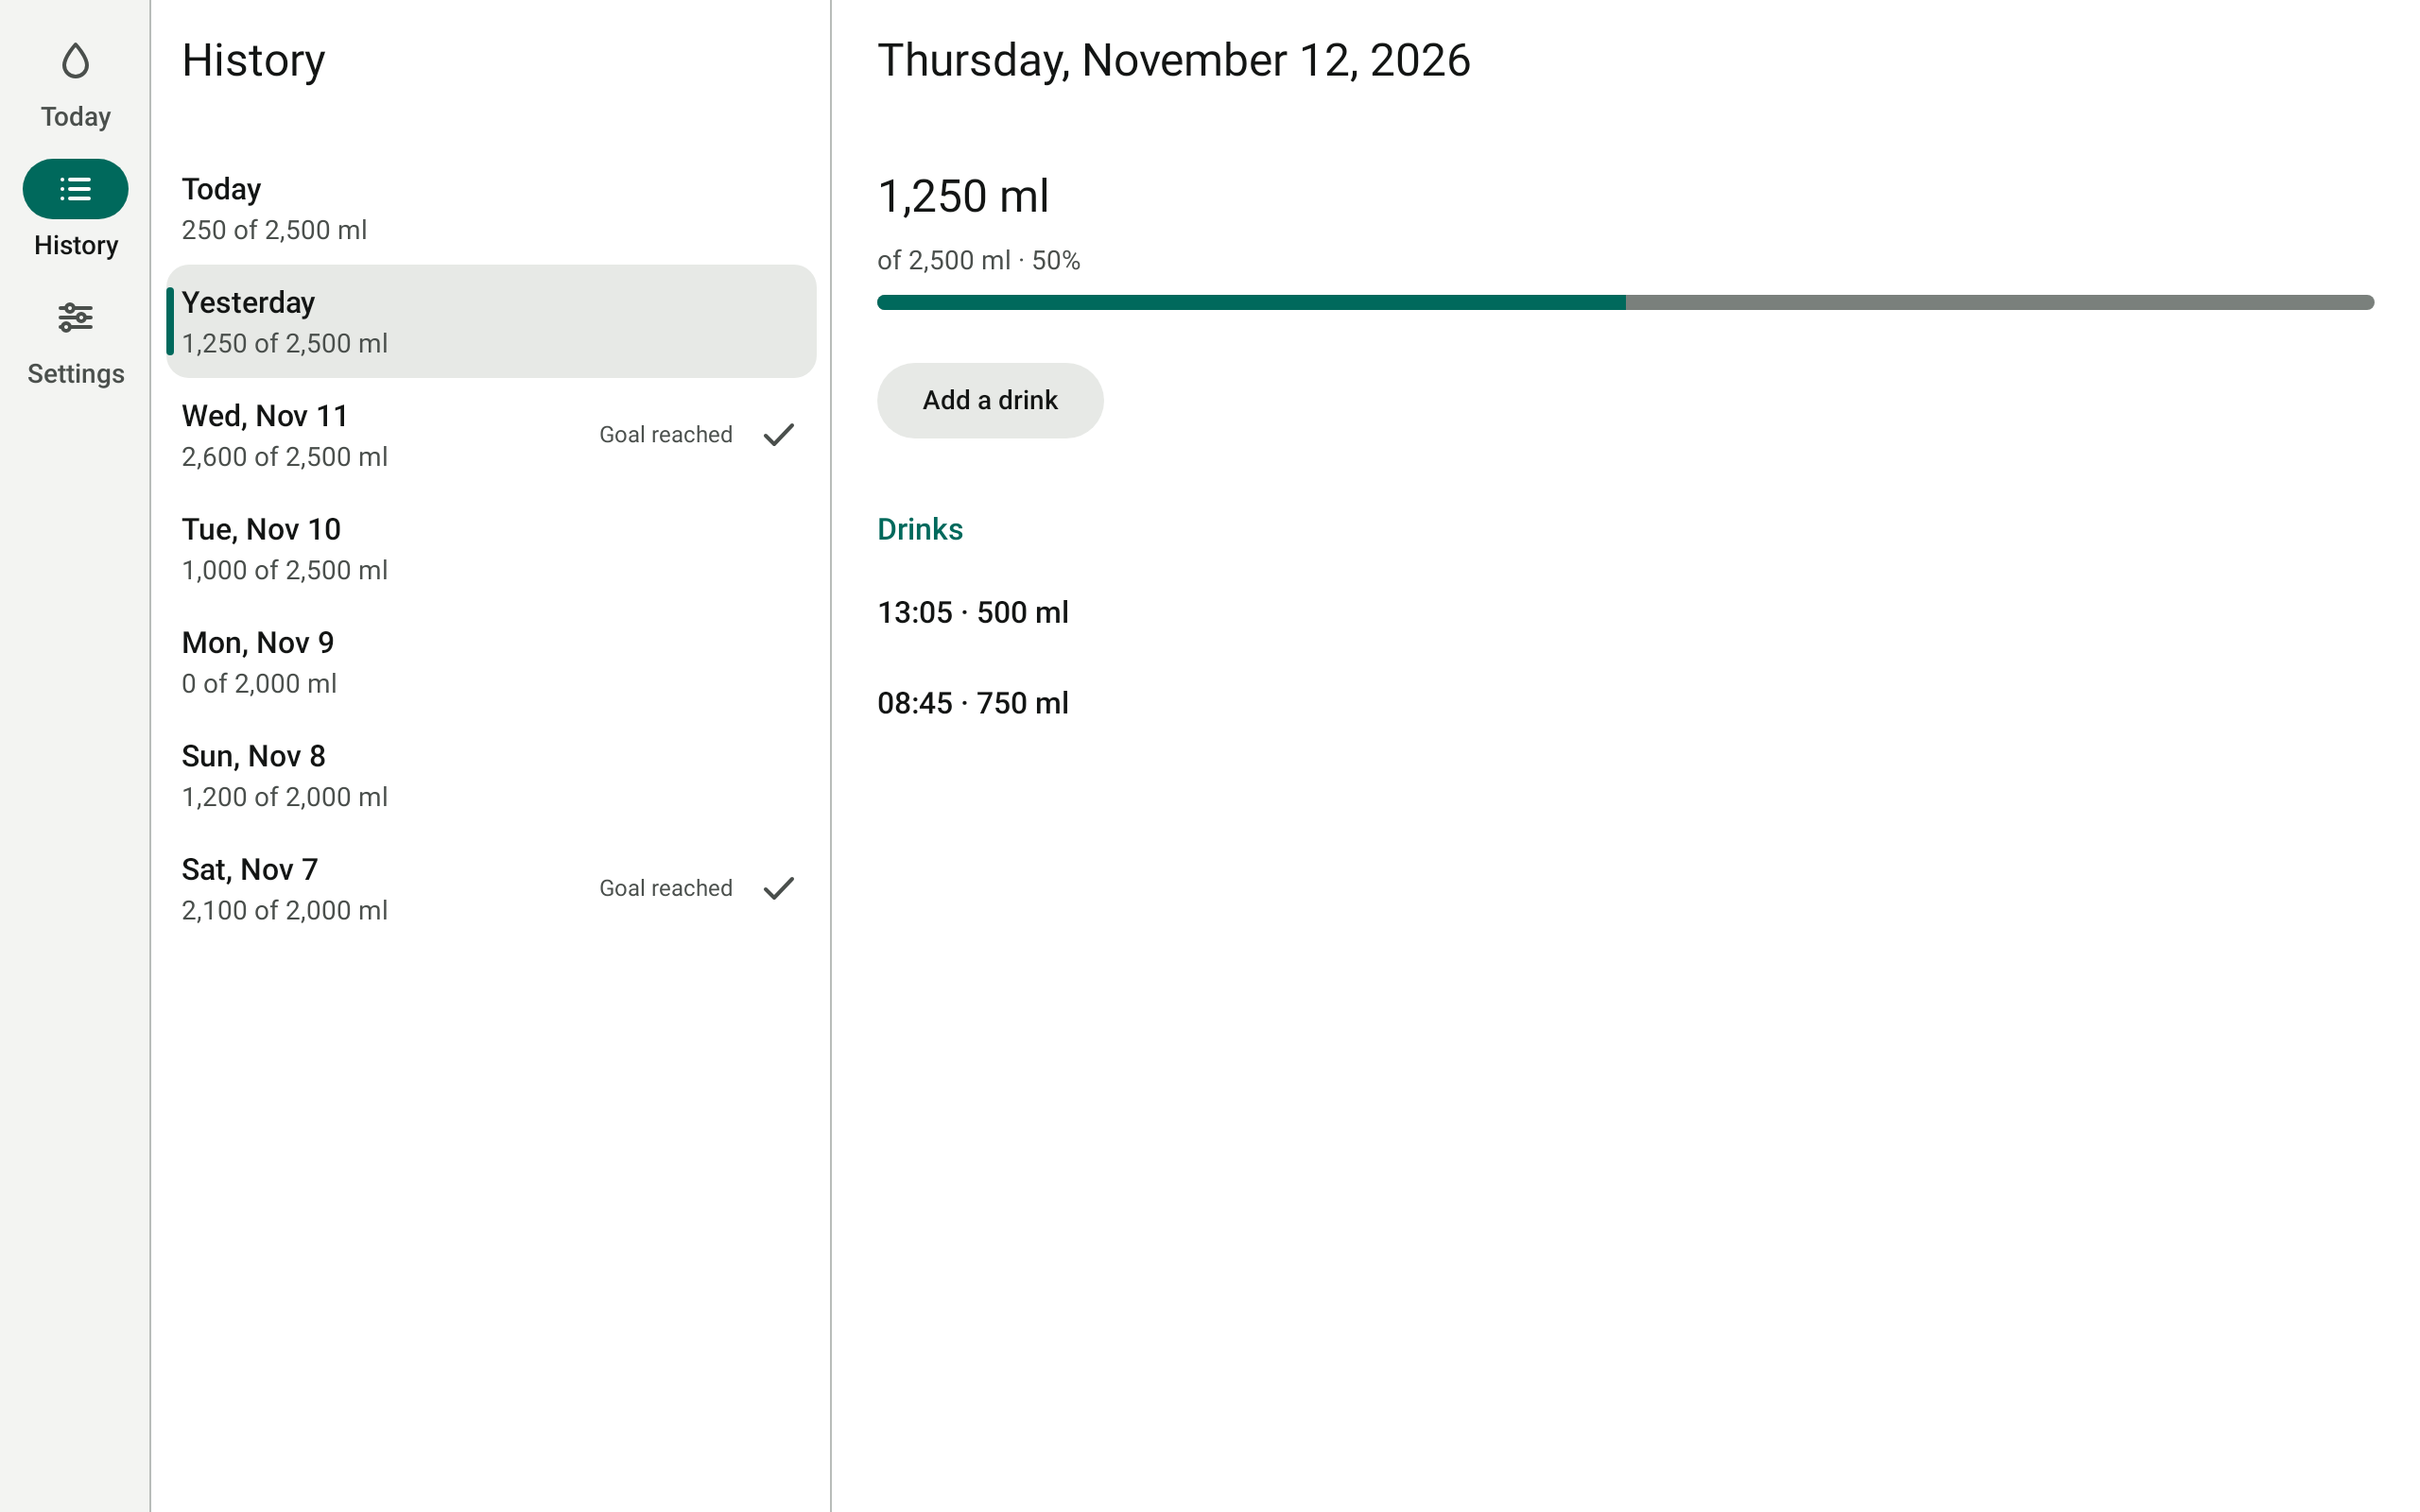 Today
History
Settings
History
Today
250 of 2,500 ml
Yesterday
1,250 of 2,500 ml
Wed, Nov 11
2,600 of 2,500 ml
Goal reached
Tue, Nov 10
1,000 of 2,500 ml
Mon, Nov 9
0 of 2,000 ml
Sun, Nov 8
1,200 of 2,000 ml
Sat, Nov 7
2,100 of 2,000 ml
Goal reached
Thursday, November 12, 2026
1,250 ml
of 2,500 ml · 50%
Add a drink
Drinks
13:05 · 500 ml
08:45 · 750 ml